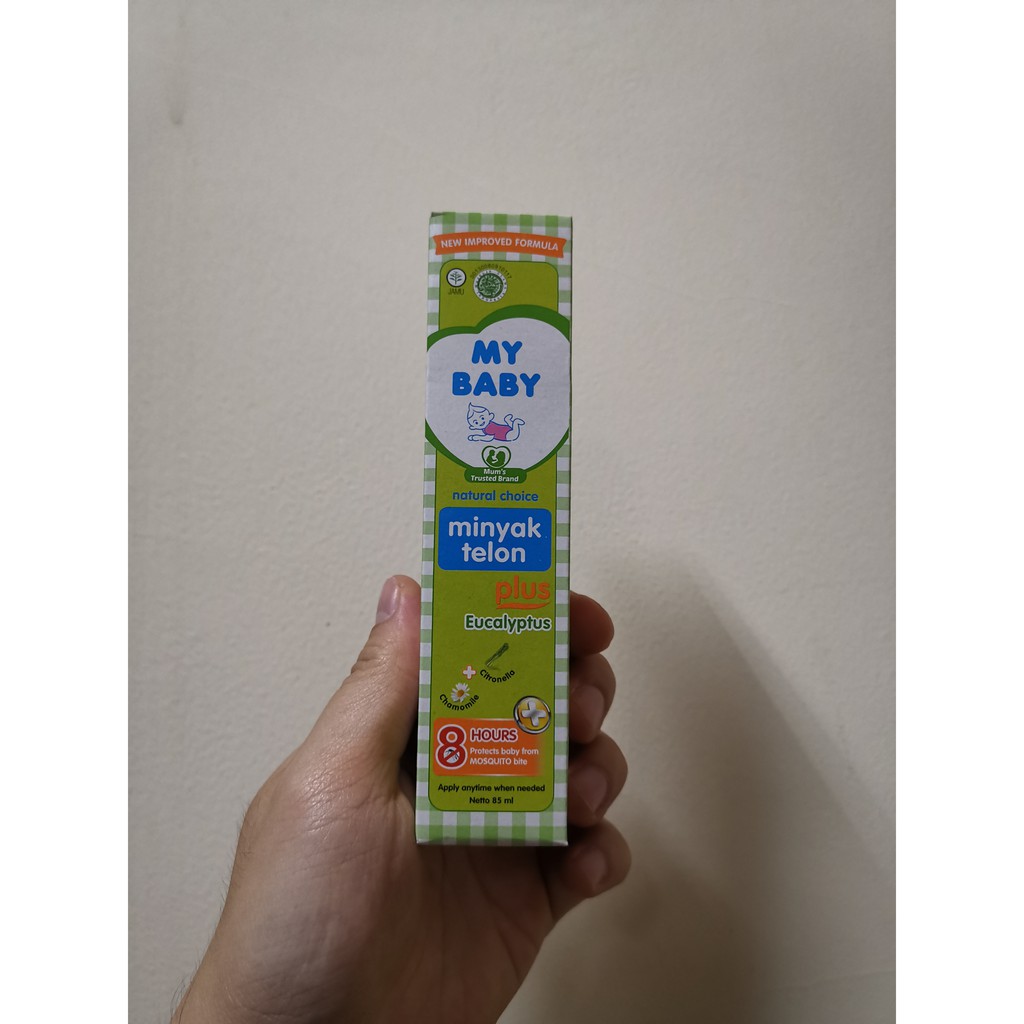 NEW IMPROVED FORMULA
JAMU
MY
BABY
Mum's
Trusted Brand
natural choice
minyak
telon
plus
Eucalyptus
Citronella
Chamomile
8 HOURS
Protects baby from
MOSQUITO bite
Apply anytime when needed
Netto 85 ml